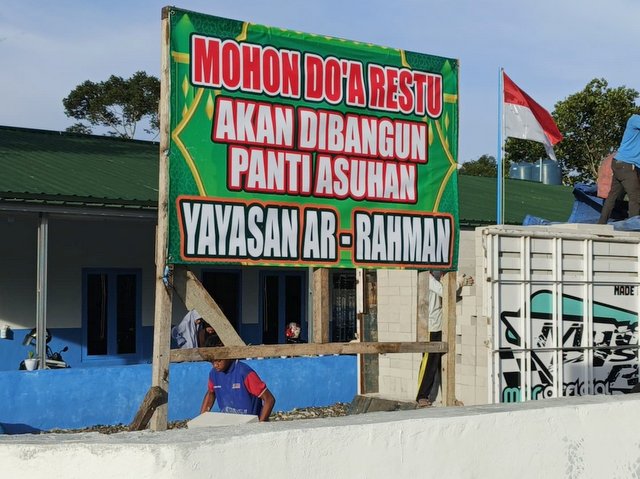 MOHON DO'A RESTU
AKAN DIBANGUN
PANTI ASUHAN
YAYASAN AR - RAHMAN
MADE